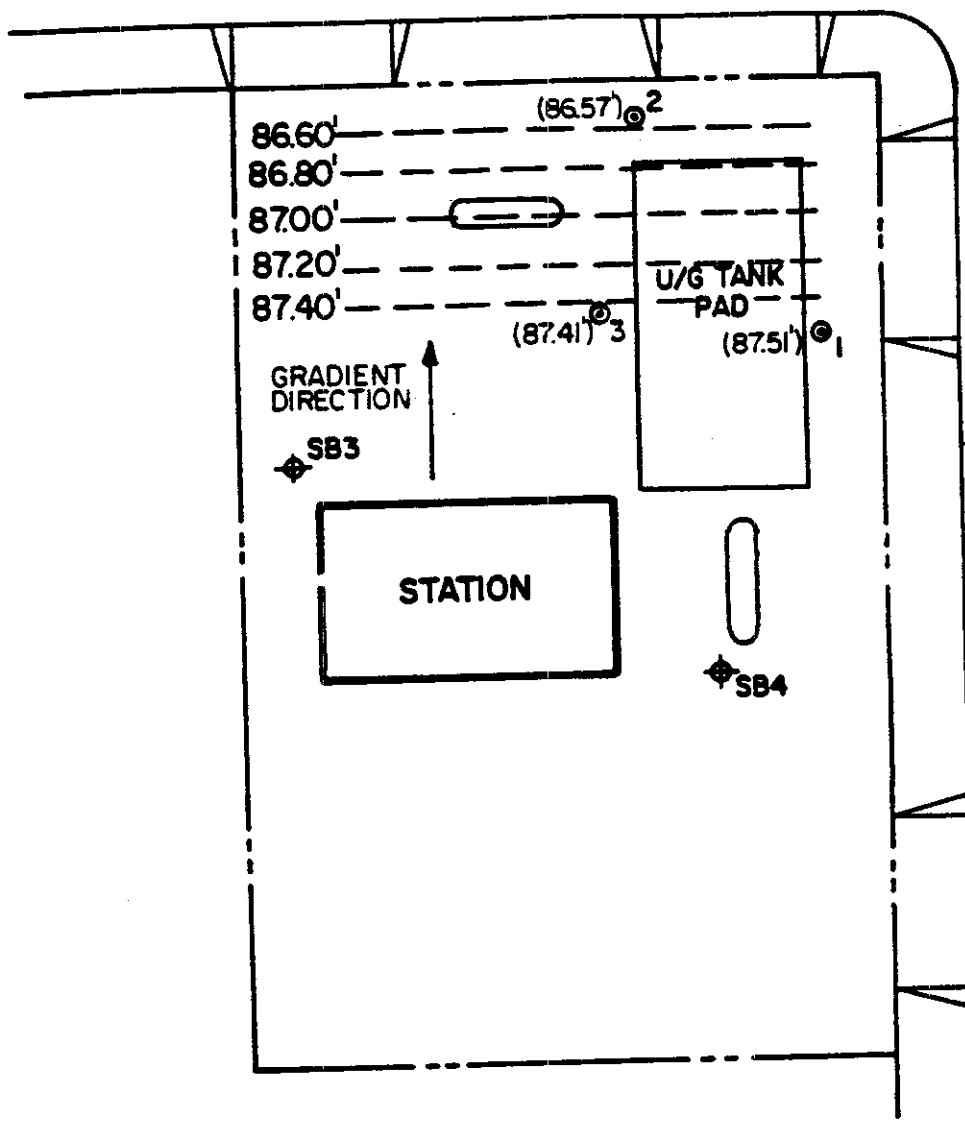 (86.57') 2
86.60'
86.80'
87.00'
87.20'
87.40'
U/G TANK
PAD
(87.41') 3
(87.51') 1
GRADIENT
DIRECTION
SB3
STATION
SB4